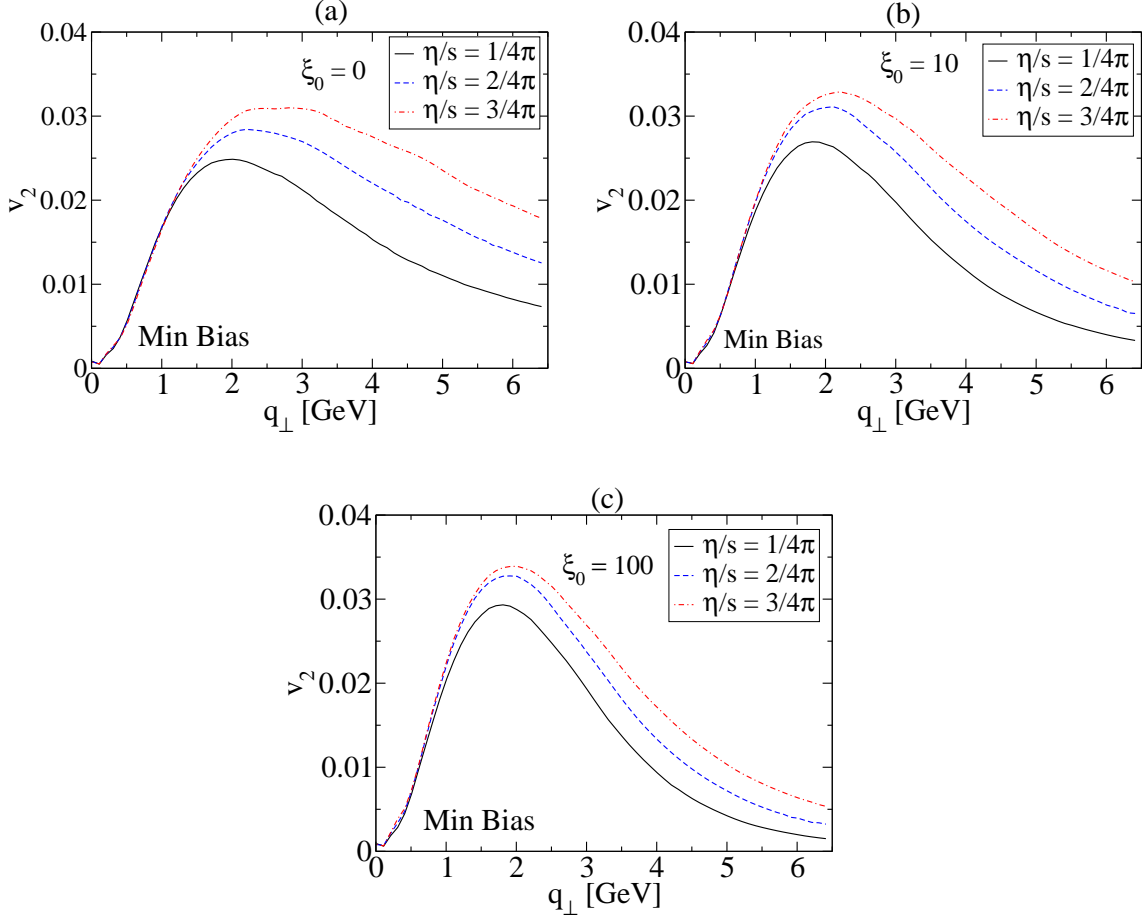 (a)
0.04
0.03
0.02
0.01
0
v₂
ξ₀ = 0
η/s = 1/4π
η/s = 2/4π
η/s = 3/4π
Min Bias
0 1 2 3 4 5 6
q⊥ [GeV]
(b)
0.04
0.03
0.02
0.01
0
v₂
ξ₀ = 10
η/s = 1/4π
η/s = 2/4π
η/s = 3/4π
Min Bias
0 1 2 3 4 5 6
q⊥ [GeV]
(c)
0.04
0.03
0.02
0.01
0
v₂
ξ₀ = 100
η/s = 1/4π
η/s = 2/4π
η/s = 3/4π
Min Bias
0 1 2 3 4 5 6
q⊥ [GeV]